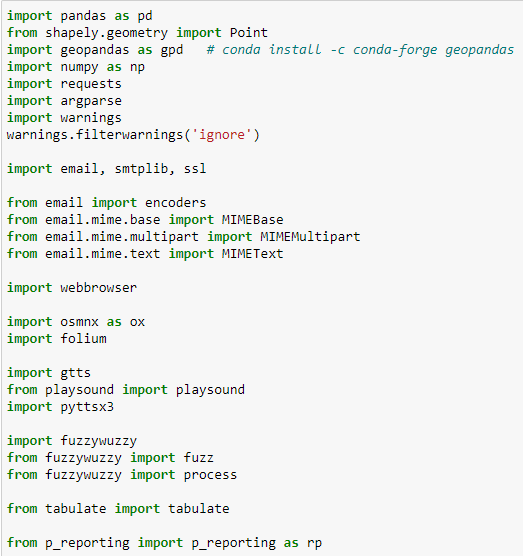 import pandas as pd
from shapely.geometry import Point
import geopandas as gpd   # conda install -c conda-forge geopandas
import numpy as np
import requests
import argparse
import warnings
warnings.filterwarnings('ignore')

import email, smtplib, ssl

from email import encoders
from email.mime.base import MIMEBase
from email.mime.multipart import MIMEMultipart
from email.mime.text import MIMEText

import webbrowser

import osmnx as ox
import folium

import gtts
from playsound import playsound
import pyttsx3

import fuzzywuzzy
from fuzzywuzzy import fuzz
from fuzzywuzzy import process

from tabulate import tabulate

from p_reporting import p_reporting as rp